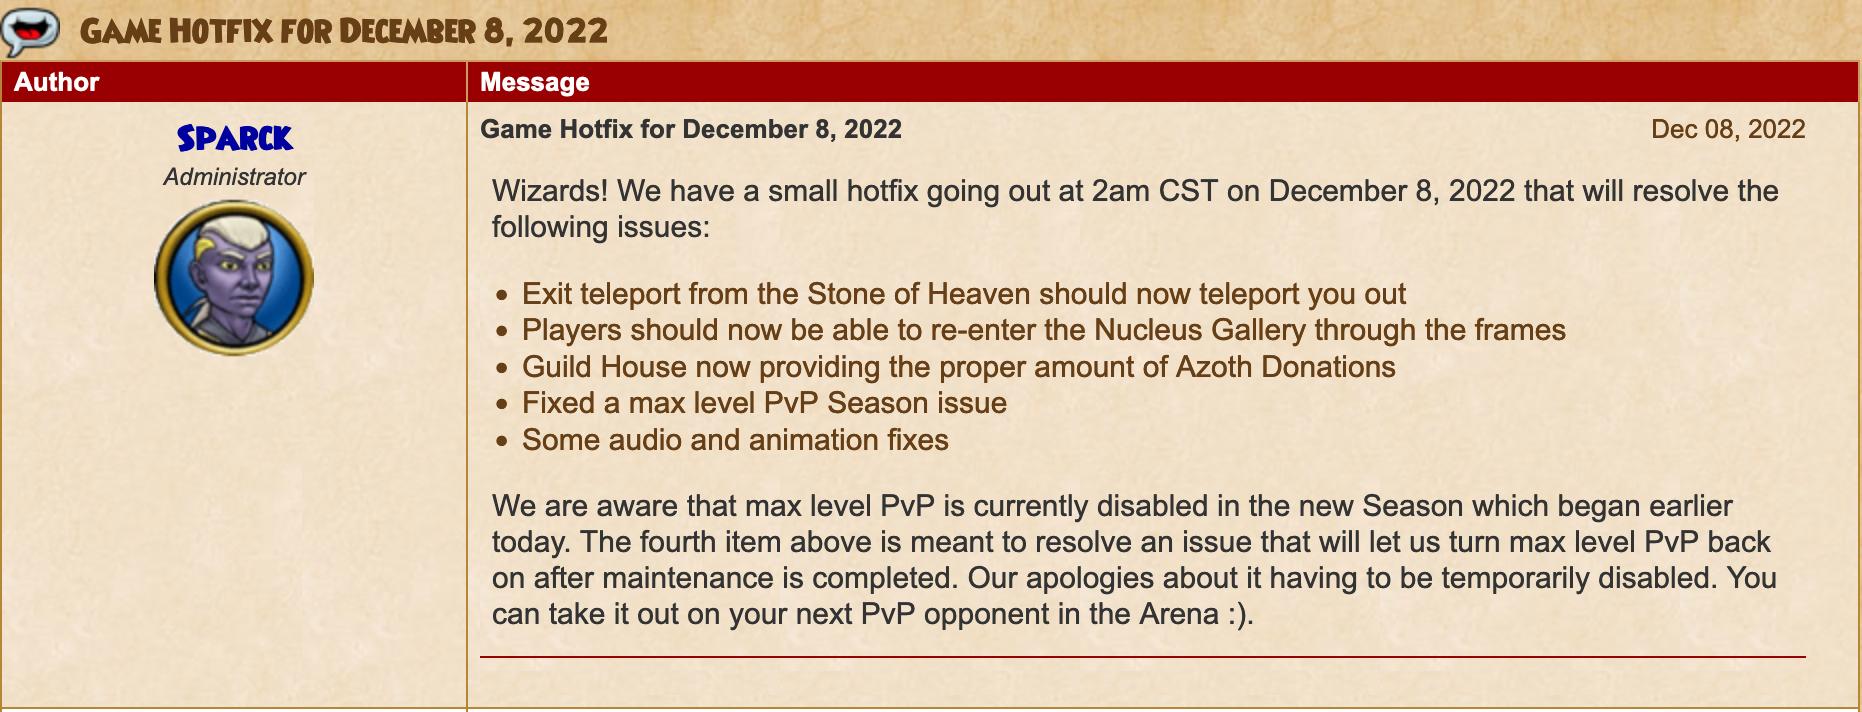 Game Hotfix for December 8, 2022
Author
Message
Sparck
Administrator
Game Hotfix for December 8, 2022
Dec 08, 2022
Wizards! We have a small hotfix going out at 2am CST on December 8, 2022 that will resolve the
following issues:
• Exit teleport from the Stone of Heaven should now teleport you out
• Players should now be able to re-enter the Nucleus Gallery through the frames
• Guild House now providing the proper amount of Azoth Donations
• Fixed a max level PvP Season issue
• Some audio and animation fixes
We are aware that max level PvP is currently disabled in the new Season which began earlier
today. The fourth item above is meant to resolve an issue that will let us turn max level PvP back
on after maintenance is completed. Our apologies about it having to be temporarily disabled. You
can take it out on your next PvP opponent in the Arena :).